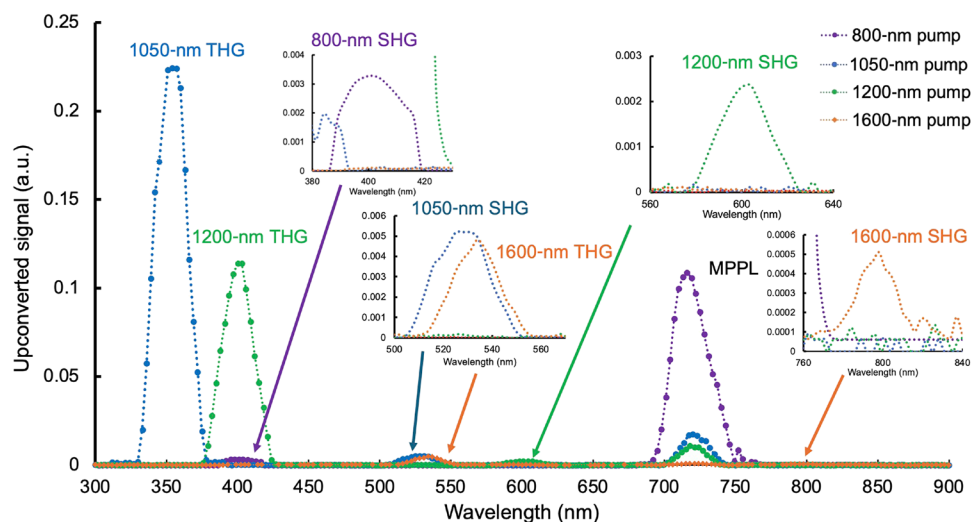 0.25
0.2
0.15
0.1
0.05
0
Upconverted signal (a.u.)
300 350 400 450 500 550 600 650 700 750 800 850 900
Wavelength (nm)
1050-nm THG
1200-nm THG
800-nm SHG
0.004
0.003
0.002
0.001
0
380 400 420
Wavelength (nm)
1050-nm SHG
1600-nm THG
0.006
0.005
0.004
0.003
0.002
0.001
0
500 520 540 560
Wavelength (nm)
1200-nm SHG
0.003
0.002
0.001
0
560 580 600 620 640
Wavelength (nm)
MPPL
1600-nm SHG
0.0006
0.0005
0.0004
0.0003
0.0002
0.0001
0
760 780 800 820 840
Wavelength (nm)
800-nm pump
1050-nm pump
1200-nm pump
1600-nm pump